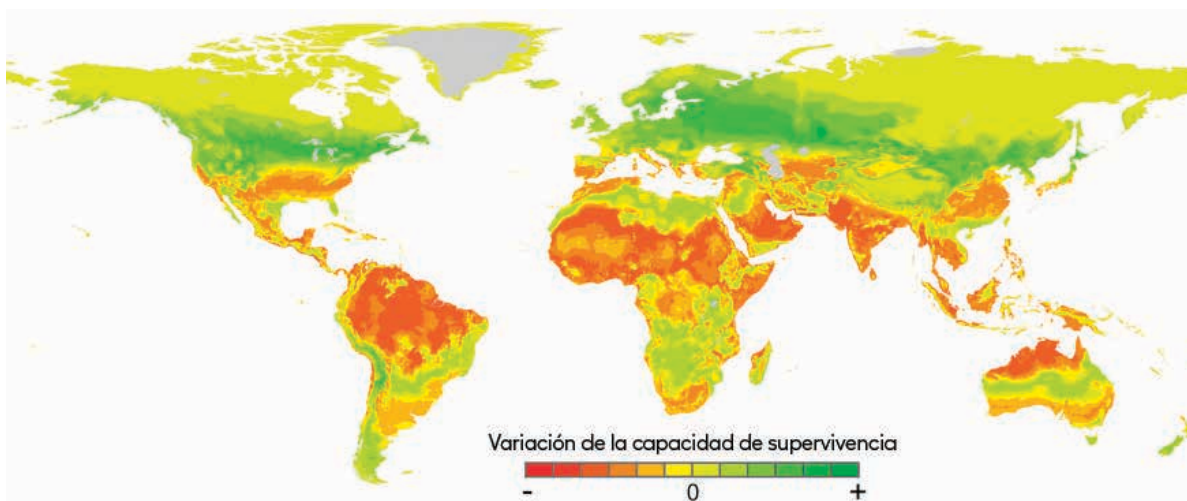 Variación de la capacidad de supervivencia
- 0 +